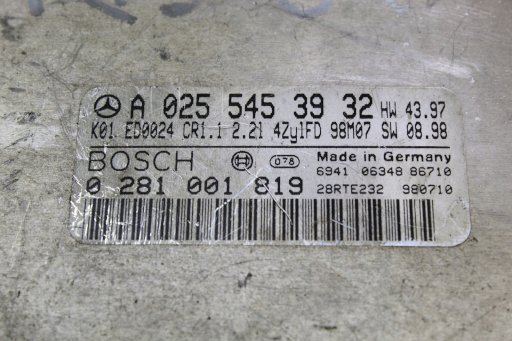 A 025 545 39 32 HW 43.97
K01 ED0024 CR1.1 2.21 4ZylFD 98M07 SW 08.98
BOSCH 078 Made in Germany
6941 06348 86710
0 281 001 819 28RTE232 980710